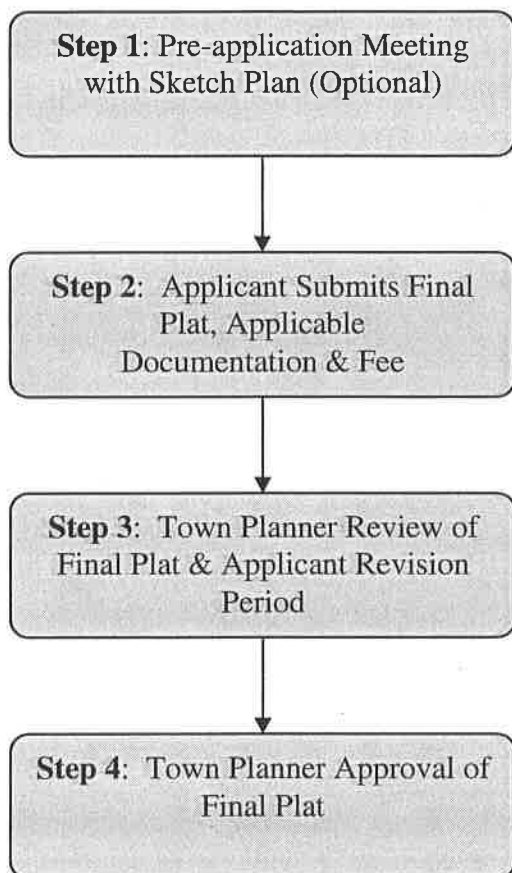 Step 1: Pre-application Meeting
with Sketch Plan (Optional)
Step 2: Applicant Submits Final
Plat, Applicable
Documentation & Fee
Step 3: Town Planner Review of
Final Plat & Applicant Revision
Period
Step 4: Town Planner Approval of
Final Plat